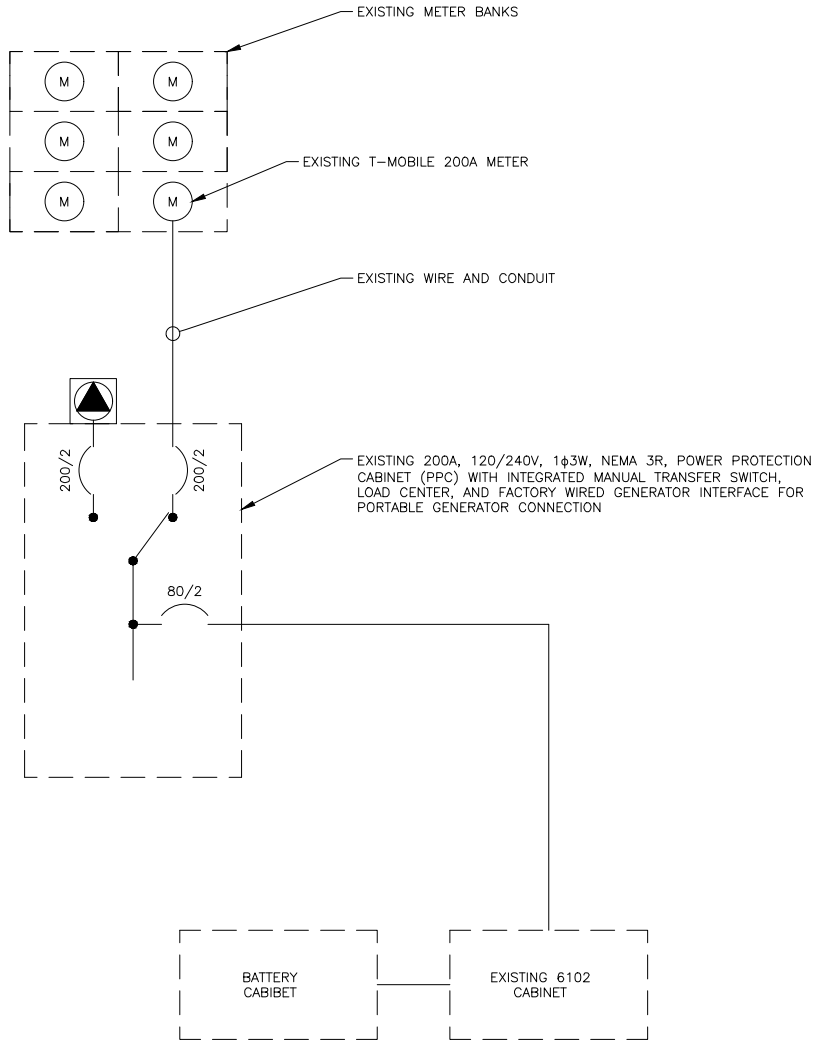 EXISTING METER BANKS
M M
M M
EXISTING T-MOBILE 200A METER
M M
EXISTING WIRE AND CONDUIT
200/2 200/2
EXISTING 200A, 120/240V, 1ϕ3W, NEMA 3R, POWER PROTECTION
CABINET (PPC) WITH INTEGRATED MANUAL TRANSFER SWITCH,
LOAD CENTER, AND FACTORY WIRED GENERATOR INTERFACE FOR
PORTABLE GENERATOR CONNECTION
80/2
BATTERY
CABIBET
EXISTING 6102
CABINET